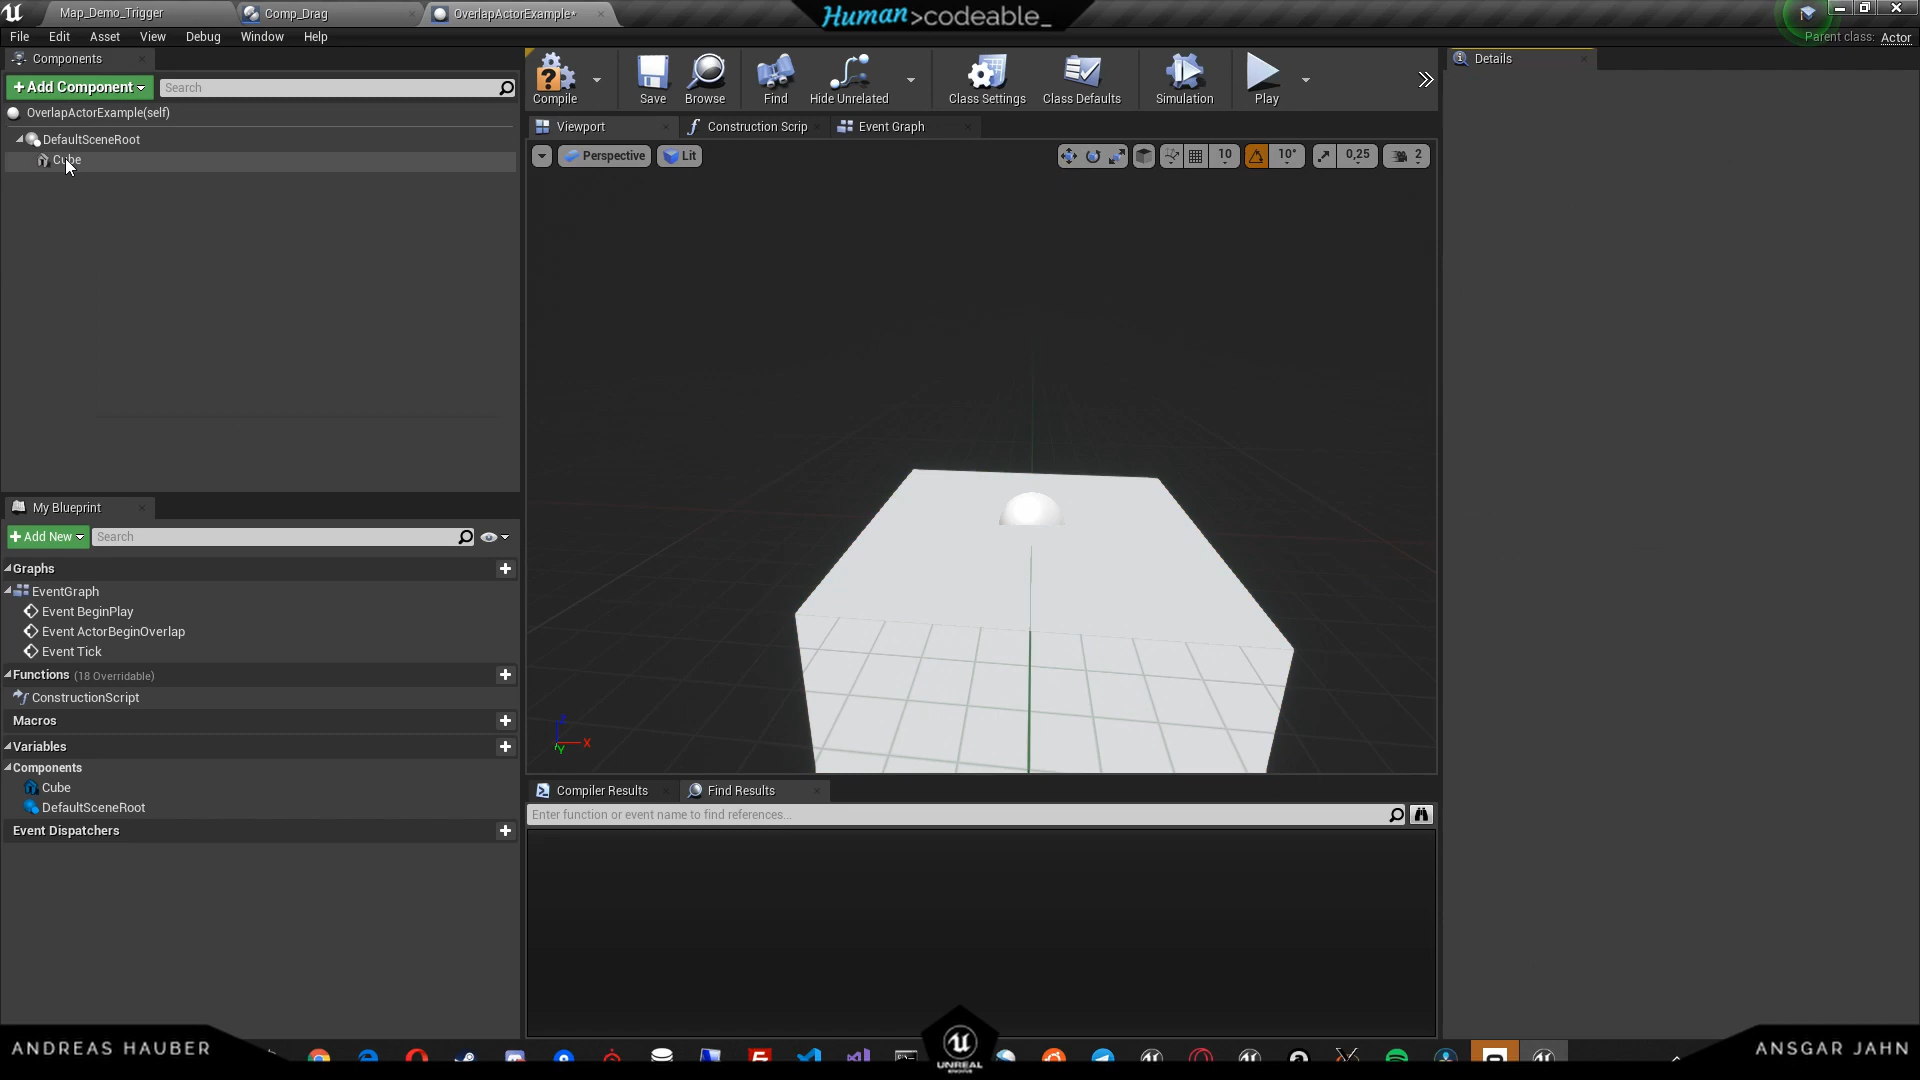 Map_Demo_Trigger
Comp_Drag
OverlapActorExample*
Human>codeable_
File
Edit
Asset
View
Debug
Window
Help
Parent class: Actor
Components
Add Component
Search
OverlapActorExample(self)
DefaultSceneRoot
Cube
Compile
Save
Browse
Find
Hide Unrelated
Class Settings
Class Defaults
Simulation
Play
Details
Viewport
Construction Scrip
Event Graph
Perspective
Lit
10
10°
0,25
2
Z
X
Y
My Blueprint
Add New
Search
Graphs
EventGraph
Event BeginPlay
Event ActorBeginOverlap
Event Tick
Functions (18 Overridable)
ConstructionScript
Macros
Variables
Components
Cube
DefaultSceneRoot
Event Dispatchers
Compiler Results
Find Results
Enter function or event name to find references...
ANDREAS HAUBER
UNREAL
ENGINE
ANSGAR JAHN